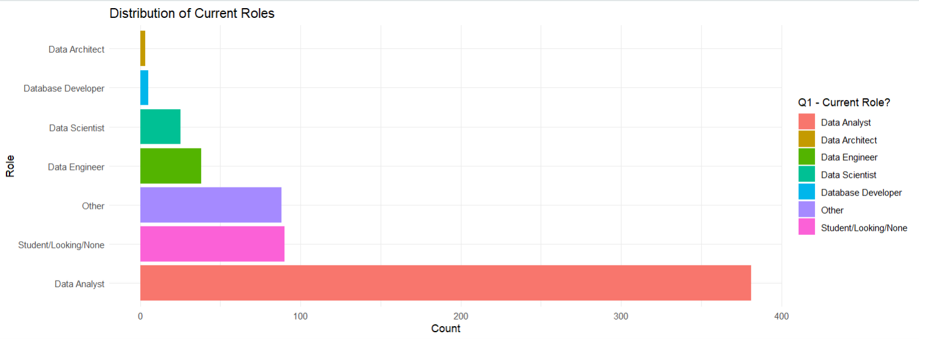 Distribution of Current Roles
Role
Data Architect
Database Developer
Data Scientist
Data Engineer
Other
Student/Looking/None
Data Analyst
0 100 200 300 400
Count
Q1 - Current Role?
Data Analyst
Data Architect
Data Engineer
Data Scientist
Database Developer
Other
Student/Looking/None